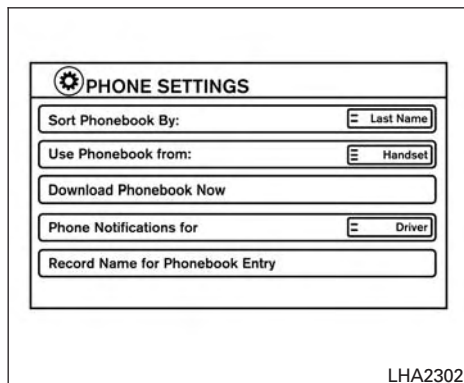 PHONE SETTINGS
Sort Phonebook By: Last Name
Use Phonebook from: Handset
Download Phonebook Now
Phone Notifications for Driver
Record Name for Phonebook Entry
LHA2302